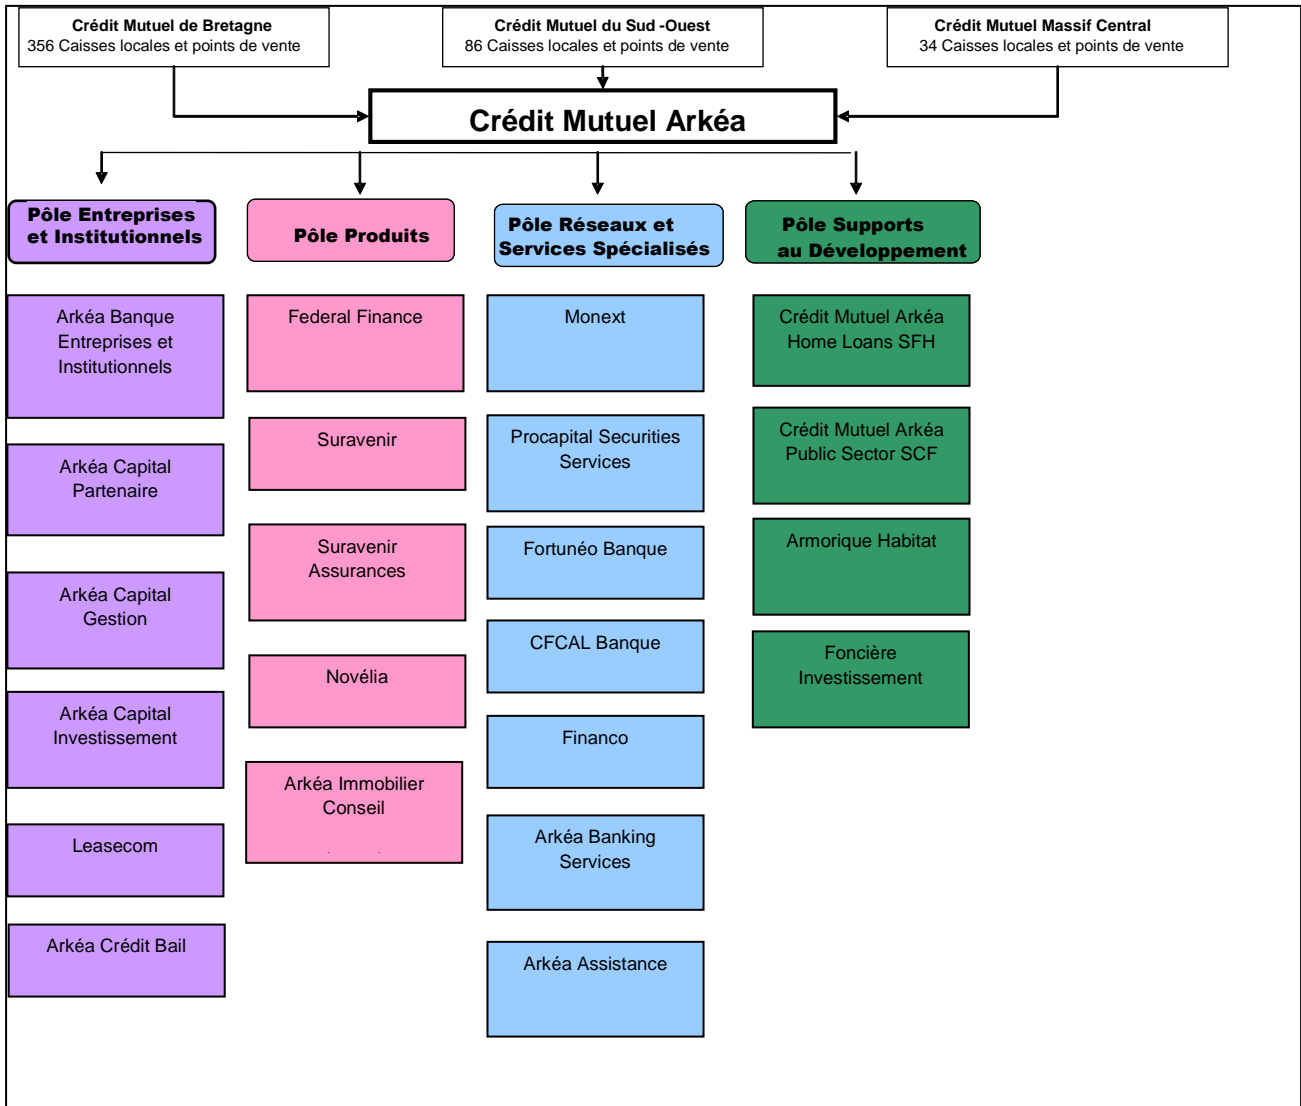 Crédit Mutuel de Bretagne
356 Caisses locales et points de vente
Crédit Mutuel du Sud -Ouest
86 Caisses locales et points de vente
Crédit Mutuel Massif Central
34 Caisses locales et points de vente
Crédit Mutuel Arkéa
Pôle Entreprises
et Institutionnels
Pôle Produits
Pôle Réseaux et
Services Spécialisés
Pôle Supports
au Développement
Arkéa Banque
Entreprises et
Institutionnels
Arkéa Capital
Partenaire
Arkéa Capital
Gestion
Arkéa Capital
Investissement
Leasecom
Arkéa Crédit Bail
Federal Finance
Suravenir
Suravenir
Assurances
Novélia
Arkéa Immobilier
Conseil
Monext
Procapital Securities
Services
Fortunéo Banque
CFCAL Banque
Financo
Arkéa Banking
Services
Arkéa Assistance
Crédit Mutuel Arkéa
Home Loans SFH
Crédit Mutuel Arkéa
Public Sector SCF
Armorique Habitat
Foncière
Investissement